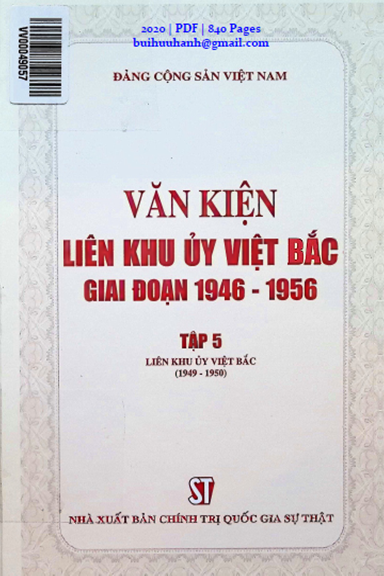 2020 | PDF | 840 Pages
buihuuhanh@gmail.com
VV00049057
ĐẢNG CỘNG SẢN VIỆT NAM
VĂN KIỆN
LIÊN KHU ỦY VIỆT BẮC
GIAI ĐOẠN 1946 - 1956
TẬP 5
LIÊN KHU ỦY VIỆT BẮC
(1949 - 1950)
ST
NHÀ XUẤT BẢN CHÍNH TRỊ QUỐC GIA SỰ THẬT